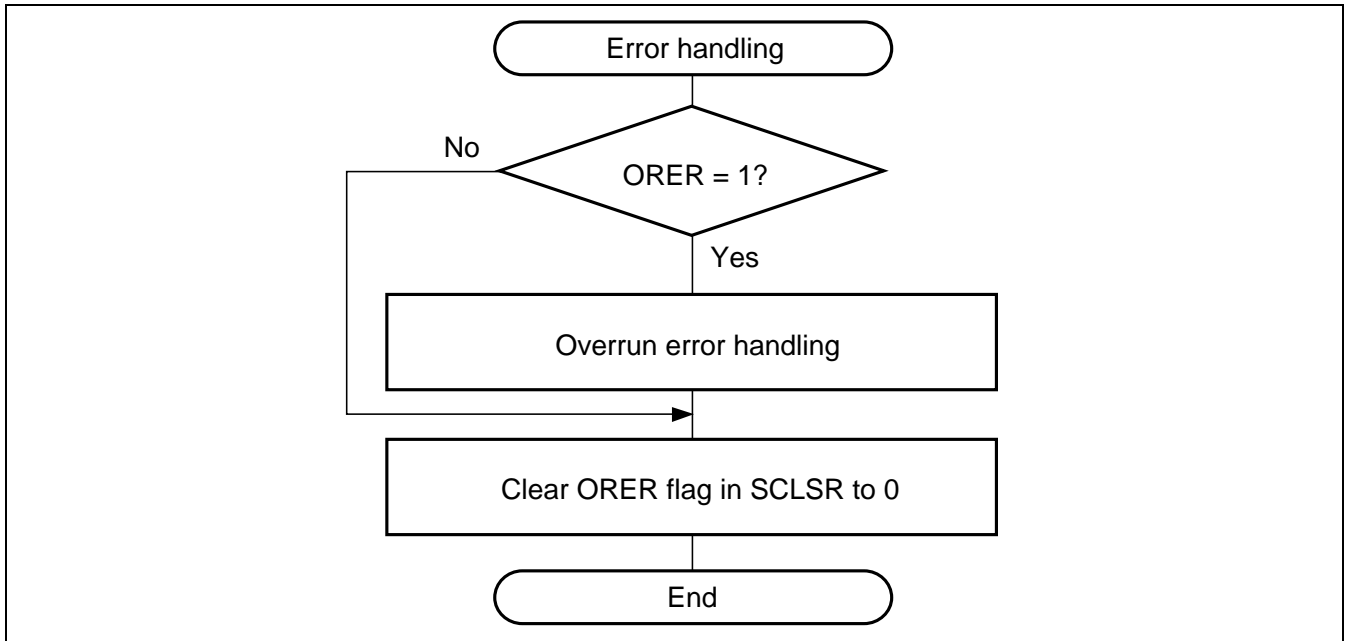 Error handling
No
ORER = 1?
Yes
Overrun error handling
Clear ORER flag in SCLSR to 0
End